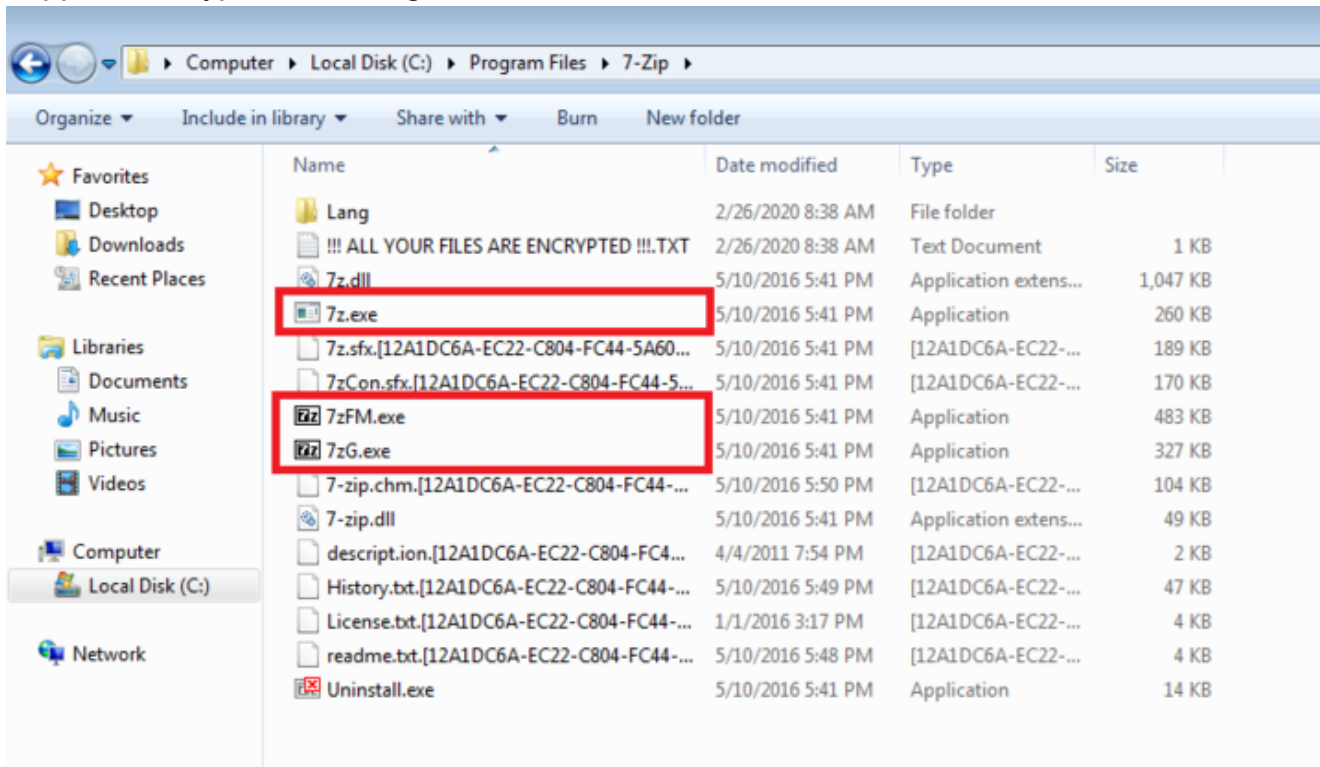 Computer ▸ Local Disk (C:) ▸ Program Files ▸ 7-Zip ▸
Organize ▾ Include in library ▾ Share with ▾ Burn New folder
Name Date modified Type Size
Favorites
Desktop
Downloads
Recent Places
Libraries
Documents
Music
Pictures
Videos
Computer
Local Disk (C:)
Network
Lang 2/26/2020 8:38 AM File folder
!!! ALL YOUR FILES ARE ENCRYPTED !!!.TXT 2/26/2020 8:38 AM Text Document 1 KB
7z.dll 5/10/2016 5:41 PM Application extens... 1,047 KB
7z.exe 5/10/2016 5:41 PM Application 260 KB
7z.sfx.[12A1DC6A-EC22-C804-FC44-5A60... 5/10/2016 5:41 PM [12A1DC6A-EC22-... 189 KB
7zCon.sfx.[12A1DC6A-EC22-C804-FC44-5... 5/10/2016 5:41 PM [12A1DC6A-EC22-... 170 KB
7zFM.exe 5/10/2016 5:41 PM Application 483 KB
7zG.exe 5/10/2016 5:41 PM Application 327 KB
7-zip.chm.[12A1DC6A-EC22-C804-FC44-... 5/10/2016 5:50 PM [12A1DC6A-EC22-... 104 KB
7-zip.dll 5/10/2016 5:41 PM Application extens... 49 KB
descript.ion.[12A1DC6A-EC22-C804-FC4... 4/4/2011 7:54 PM [12A1DC6A-EC22-... 2 KB
History.txt.[12A1DC6A-EC22-C804-FC44-... 5/10/2016 5:49 PM [12A1DC6A-EC22-... 47 KB
License.txt.[12A1DC6A-EC22-C804-FC44-... 1/1/2016 3:17 PM [12A1DC6A-EC22-... 4 KB
readme.txt.[12A1DC6A-EC22-C804-FC44-... 5/10/2016 5:48 PM [12A1DC6A-EC22-... 4 KB
Uninstall.exe 5/10/2016 5:41 PM Application 14 KB